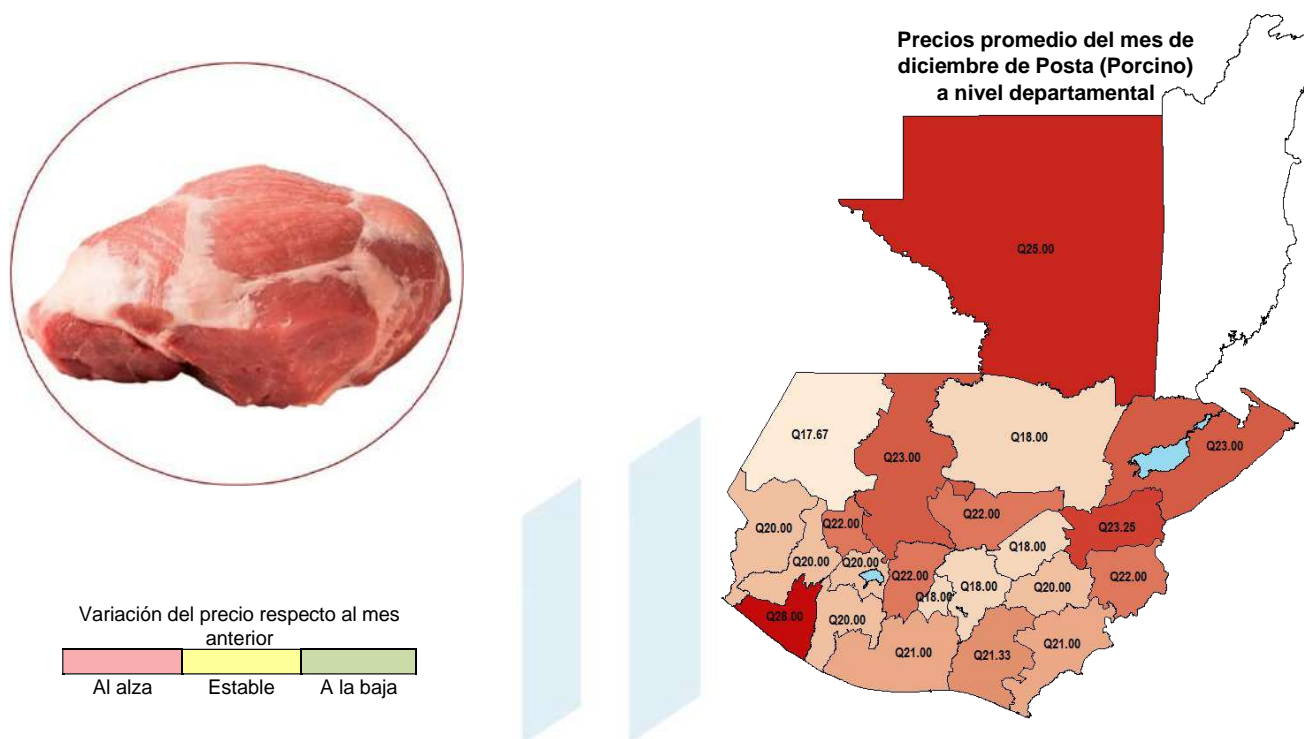 Precios promedio del mes de
diciembre de Posta (Porcino)
a nivel departamental
Q25.00
Q17.67
Q23.00
Q18.00
Q23.00
Q20.00
Q22.00
Q22.00
Q23.25
Q20.00
Q20.00
Q22.00
Q18.00
Q18.00
Q18.00
Q20.00
Q22.00
Q28.00
Q20.00
Q21.00
Q21.33
Q21.00
Variación del precio respecto al mes
anterior
Al alza
Estable
A la baja